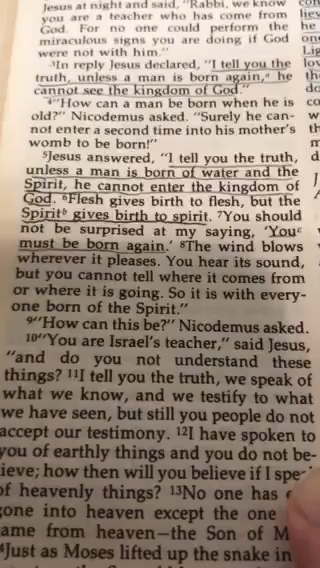 Jesus at night and said, "Rabbi, we know
you are a teacher who has come from
God. For no one could perform the
miraculous signs you are doing if God
were not with him."
³In reply Jesus declared, "I tell you the
truth, unless a man is born again,ᵃ he
cannot see the kingdom of God."
⁴"How can a man be born when he is
old?" Nicodemus asked. "Surely he can-
not enter a second time into his mother's
womb to be born!"
⁵Jesus answered, "I tell you the truth,
unless a man is born of water and the
Spirit, he cannot enter the kingdom of
God. ⁶Flesh gives birth to flesh, but the
Spiritᵇ gives birth to spirit. ⁷You should
not be surprised at my saying, 'Youᶜ
must be born again.' ⁸The wind blows
wherever it pleases. You hear its sound,
but you cannot tell where it comes from
or where it is going. So it is with every-
one born of the Spirit."
⁹"How can this be?" Nicodemus asked.
¹⁰"You are Israel's teacher," said Jesus,
"and do you not understand these
things? ¹¹I tell you the truth, we speak of
what we know, and we testify to what
we have seen, but still you people do not
accept our testimony. ¹²I have spoken to
you of earthly things and you do not be-
lieve; how then will you believe if I
of heavenly things? ¹³No one has
gone into heaven except the one
came from heaven—the Son of
Just as Moses lifted up the snake in